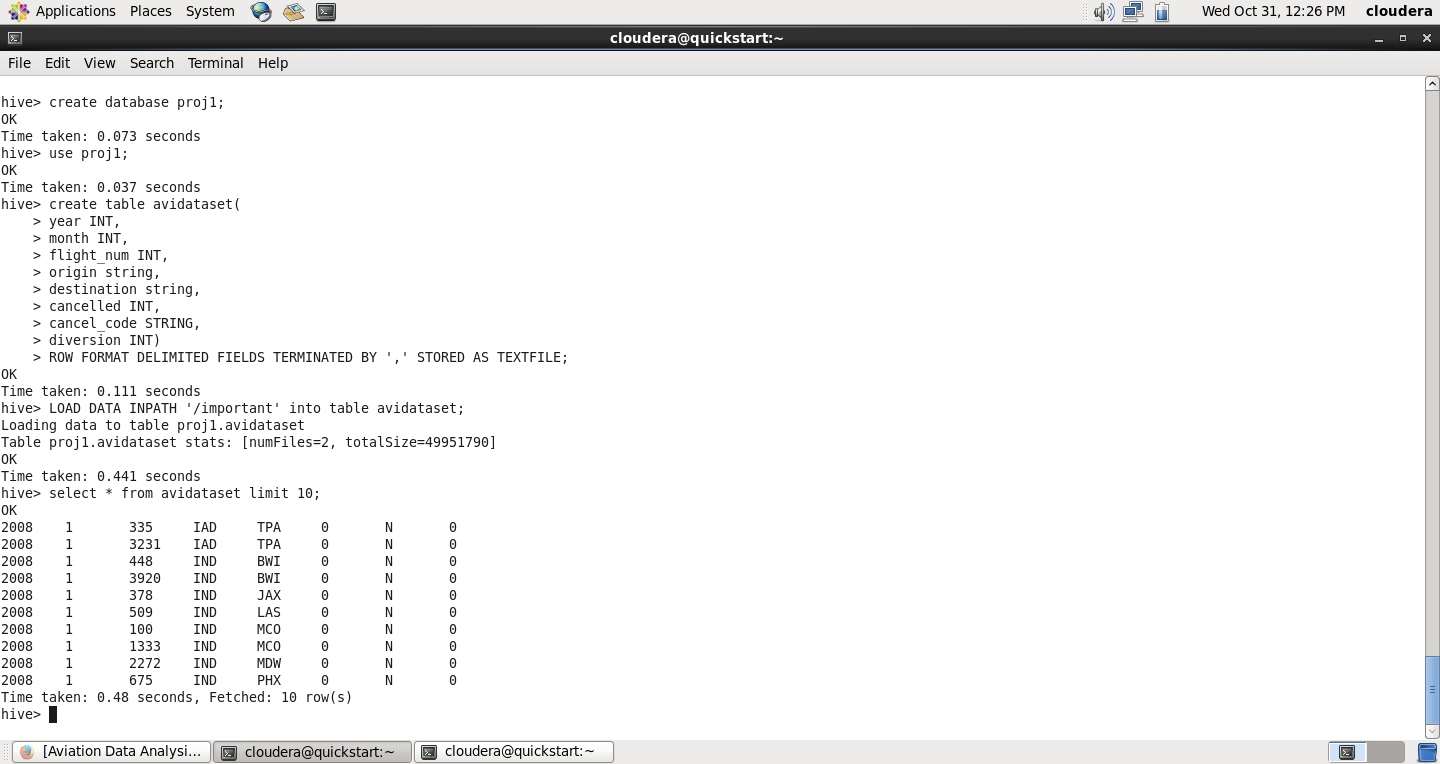 Applications Places System Wed Oct 31, 12:26 PM cloudera
cloudera@quickstart:~
File Edit View Search Terminal Help
hive> create database proj1;
OK
Time taken: 0.073 seconds
hive> use proj1;
OK
Time taken: 0.037 seconds
hive> create table avidataset(
    > year INT,
    > month INT,
    > flight_num INT,
    > origin string,
    > destination string,
    > cancelled INT,
    > cancel_code STRING,
    > diversion INT)
    > ROW FORMAT DELIMITED FIELDS TERMINATED BY ',' STORED AS TEXTFILE;
OK
Time taken: 0.111 seconds
hive> LOAD DATA INPATH '/important' into table avidataset;
Loading data to table proj1.avidataset
Table proj1.avidataset stats: [numFiles=2, totalSize=49951790]
OK
Time taken: 0.441 seconds
hive> select * from avidataset limit 10;
OK
2008    1       335     IAD     TPA     0       N       0
2008    1       3231    IAD     TPA     0       N       0
2008    1       448     IND     BWI     0       N       0
2008    1       3920    IND     BWI     0       N       0
2008    1       378     IND     JAX     0       N       0
2008    1       509     IND     LAS     0       N       0
2008    1       100     IND     MCO     0       N       0
2008    1       1333    IND     MCO     0       N       0
2008    1       2272    IND     MDW     0       N       0
2008    1       675     IND     PHX     0       N       0
Time taken: 0.48 seconds, Fetched: 10 row(s)
hive>
[Aviation Data Analysi... cloudera@quickstart:~ cloudera@quickstart:~